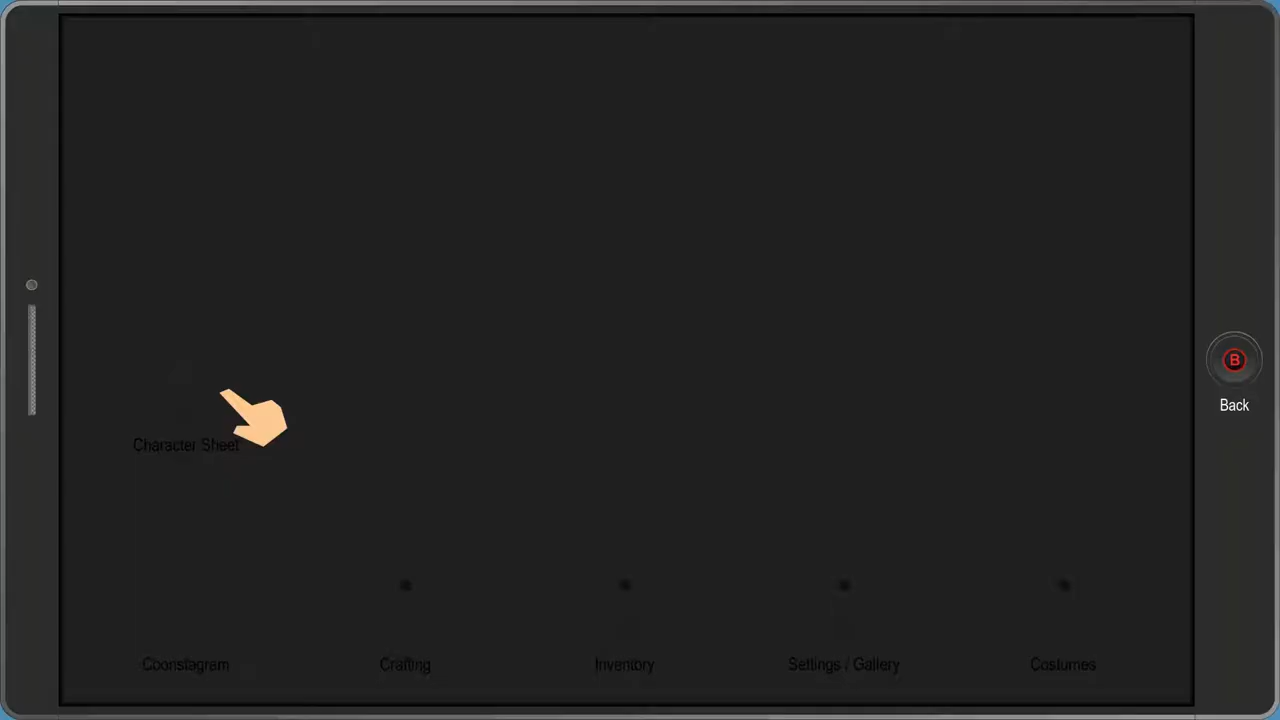 B
Back
Character Sheet
Coonstagram
Crafting
Inventory
Settings / Gallery
Costumes